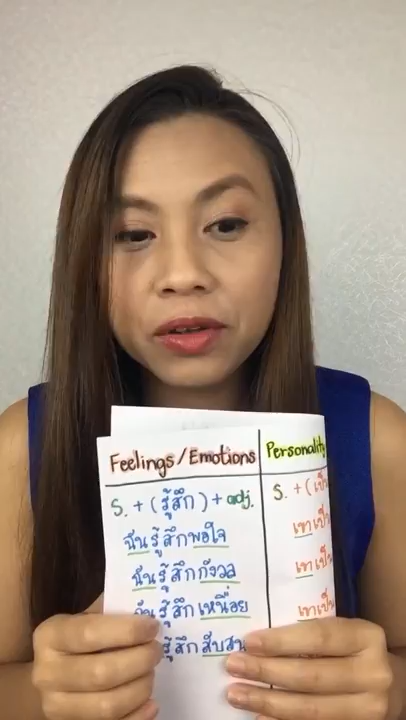 Feelings/Emotions
S. + (รู้สึก) + adj.
ฉันรู้สึกพอใจ
ฉันรู้สึกกังวล
ฉันรู้สึกเหนื่อย
รู้สึกสับสน
Personality
S. + (เป็น
เขาเป็น
เขาเป็น
เขาเป็น